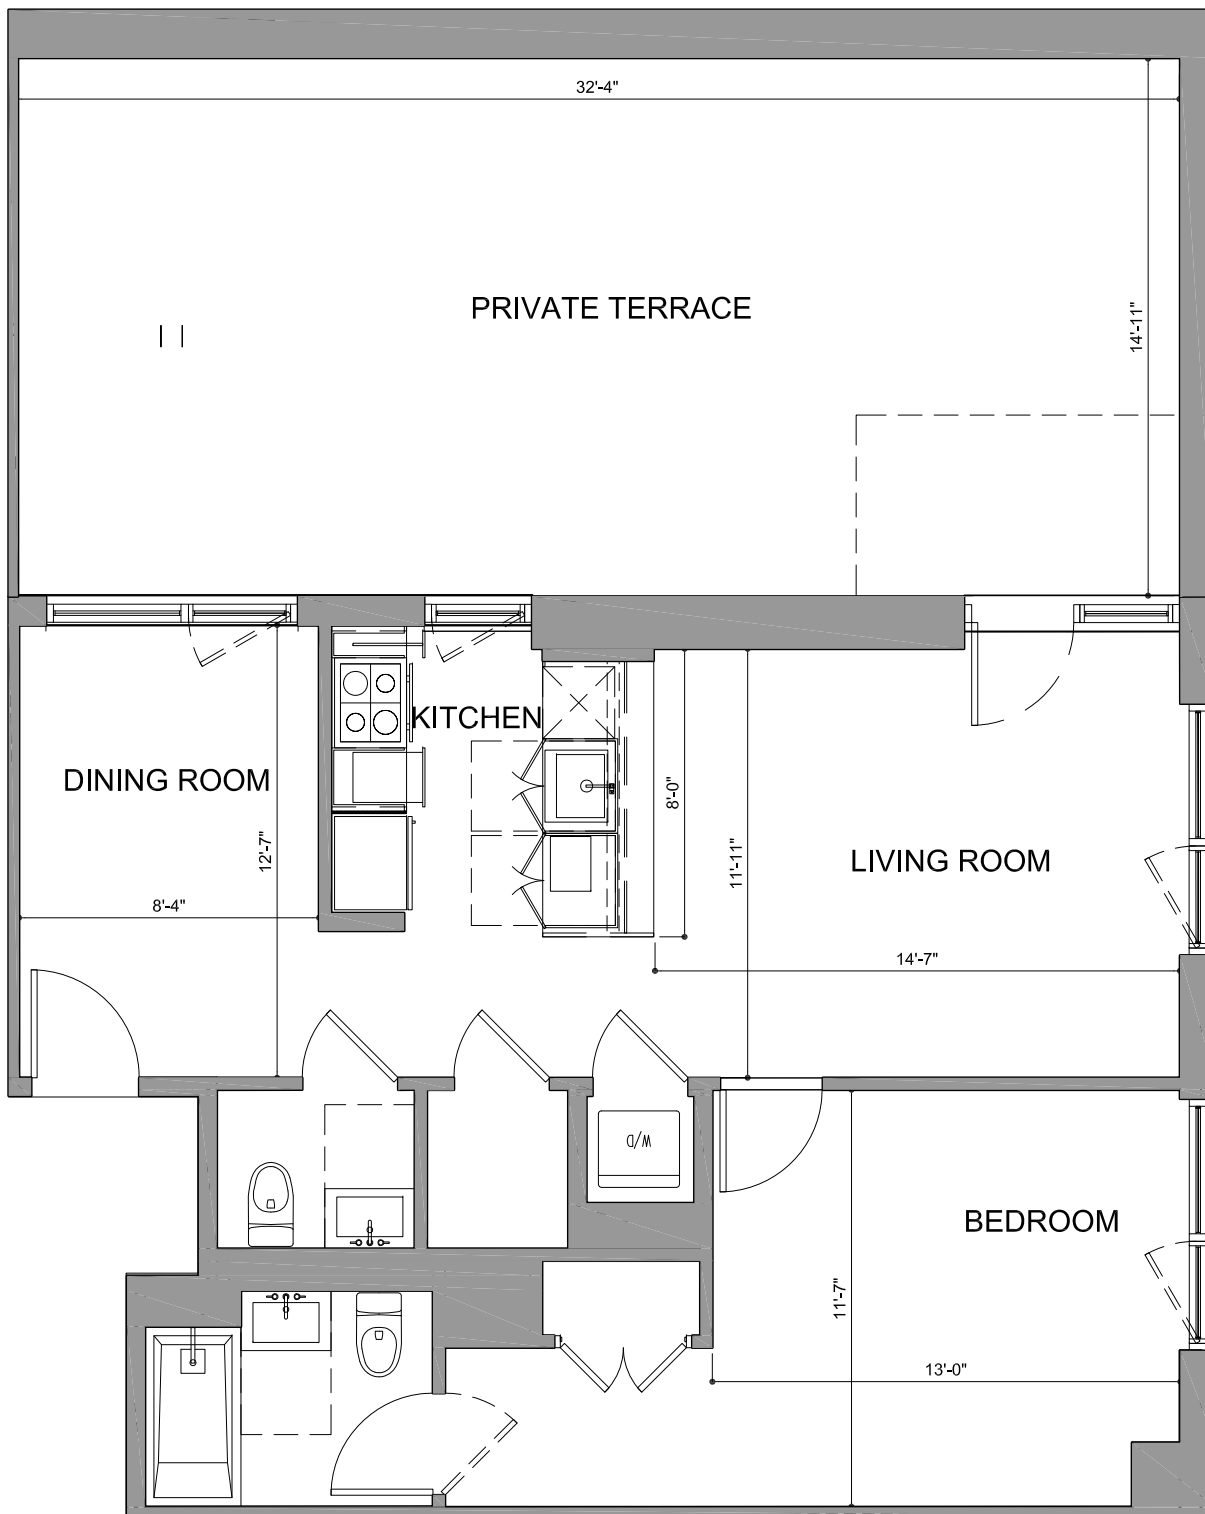 32'-4"
PRIVATE TERRACE
14'-11"
KITCHEN
DINING ROOM
8'-0"
12'-7"
11'-11"
LIVING ROOM
8'-4"
14'-7"
W/D
BEDROOM
11'-7"
13'-0"